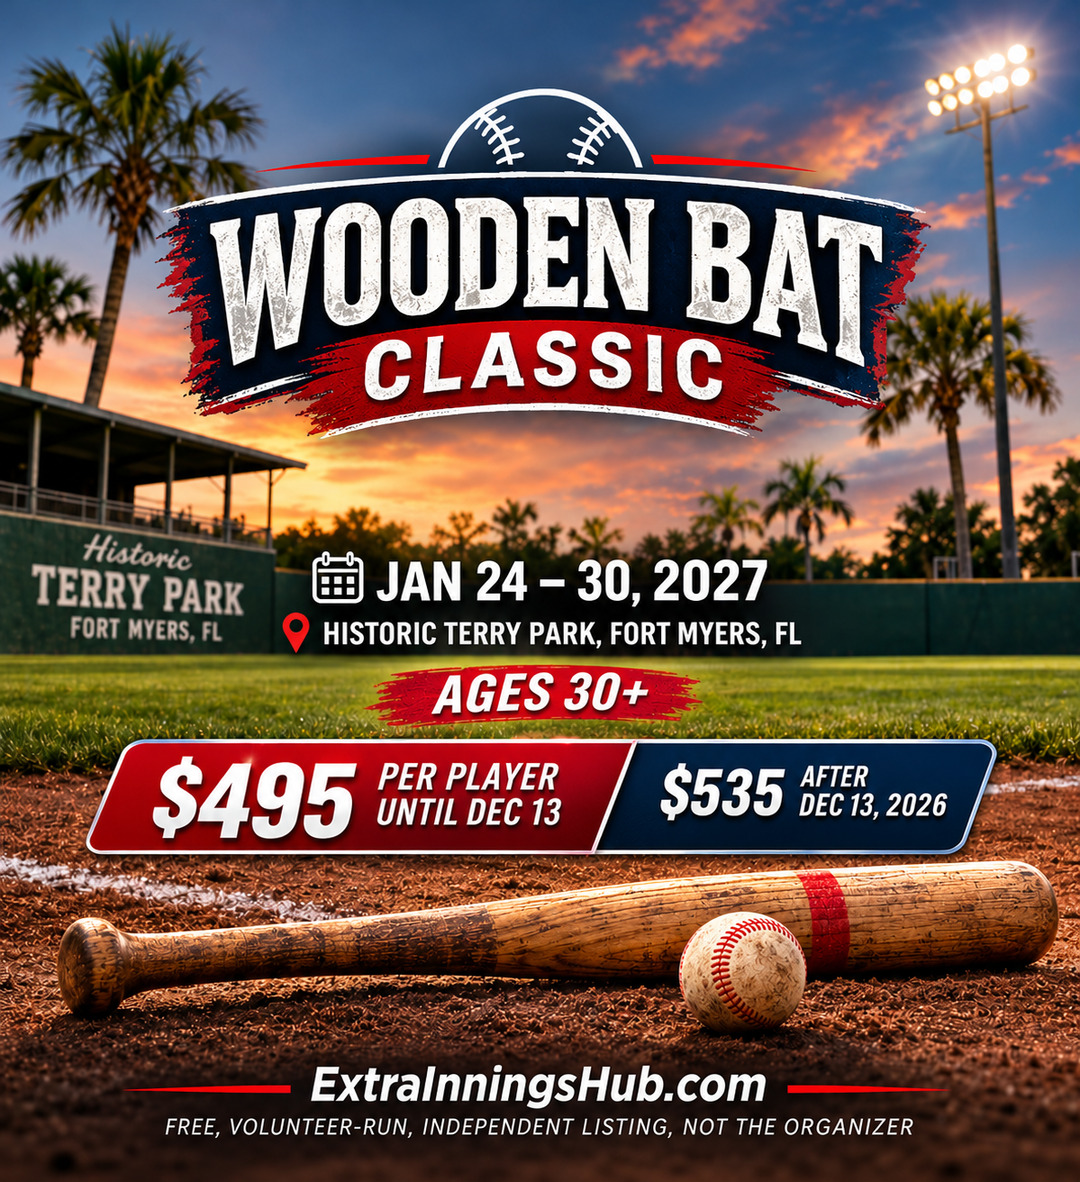 WOODEN BAT
CLASSIC
Historic
TERRY PARK
FORT MYERS, FL
JAN 24 – 30, 2027
HISTORIC TERRY PARK, FORT MYERS, FL
AGES 30+
$495 PER PLAYER
UNTIL DEC 13
$535 AFTER
DEC 13, 2026
ExtraInningsHub.com
FREE, VOLUNTEER-RUN, INDEPENDENT LISTING, NOT THE ORGANIZER